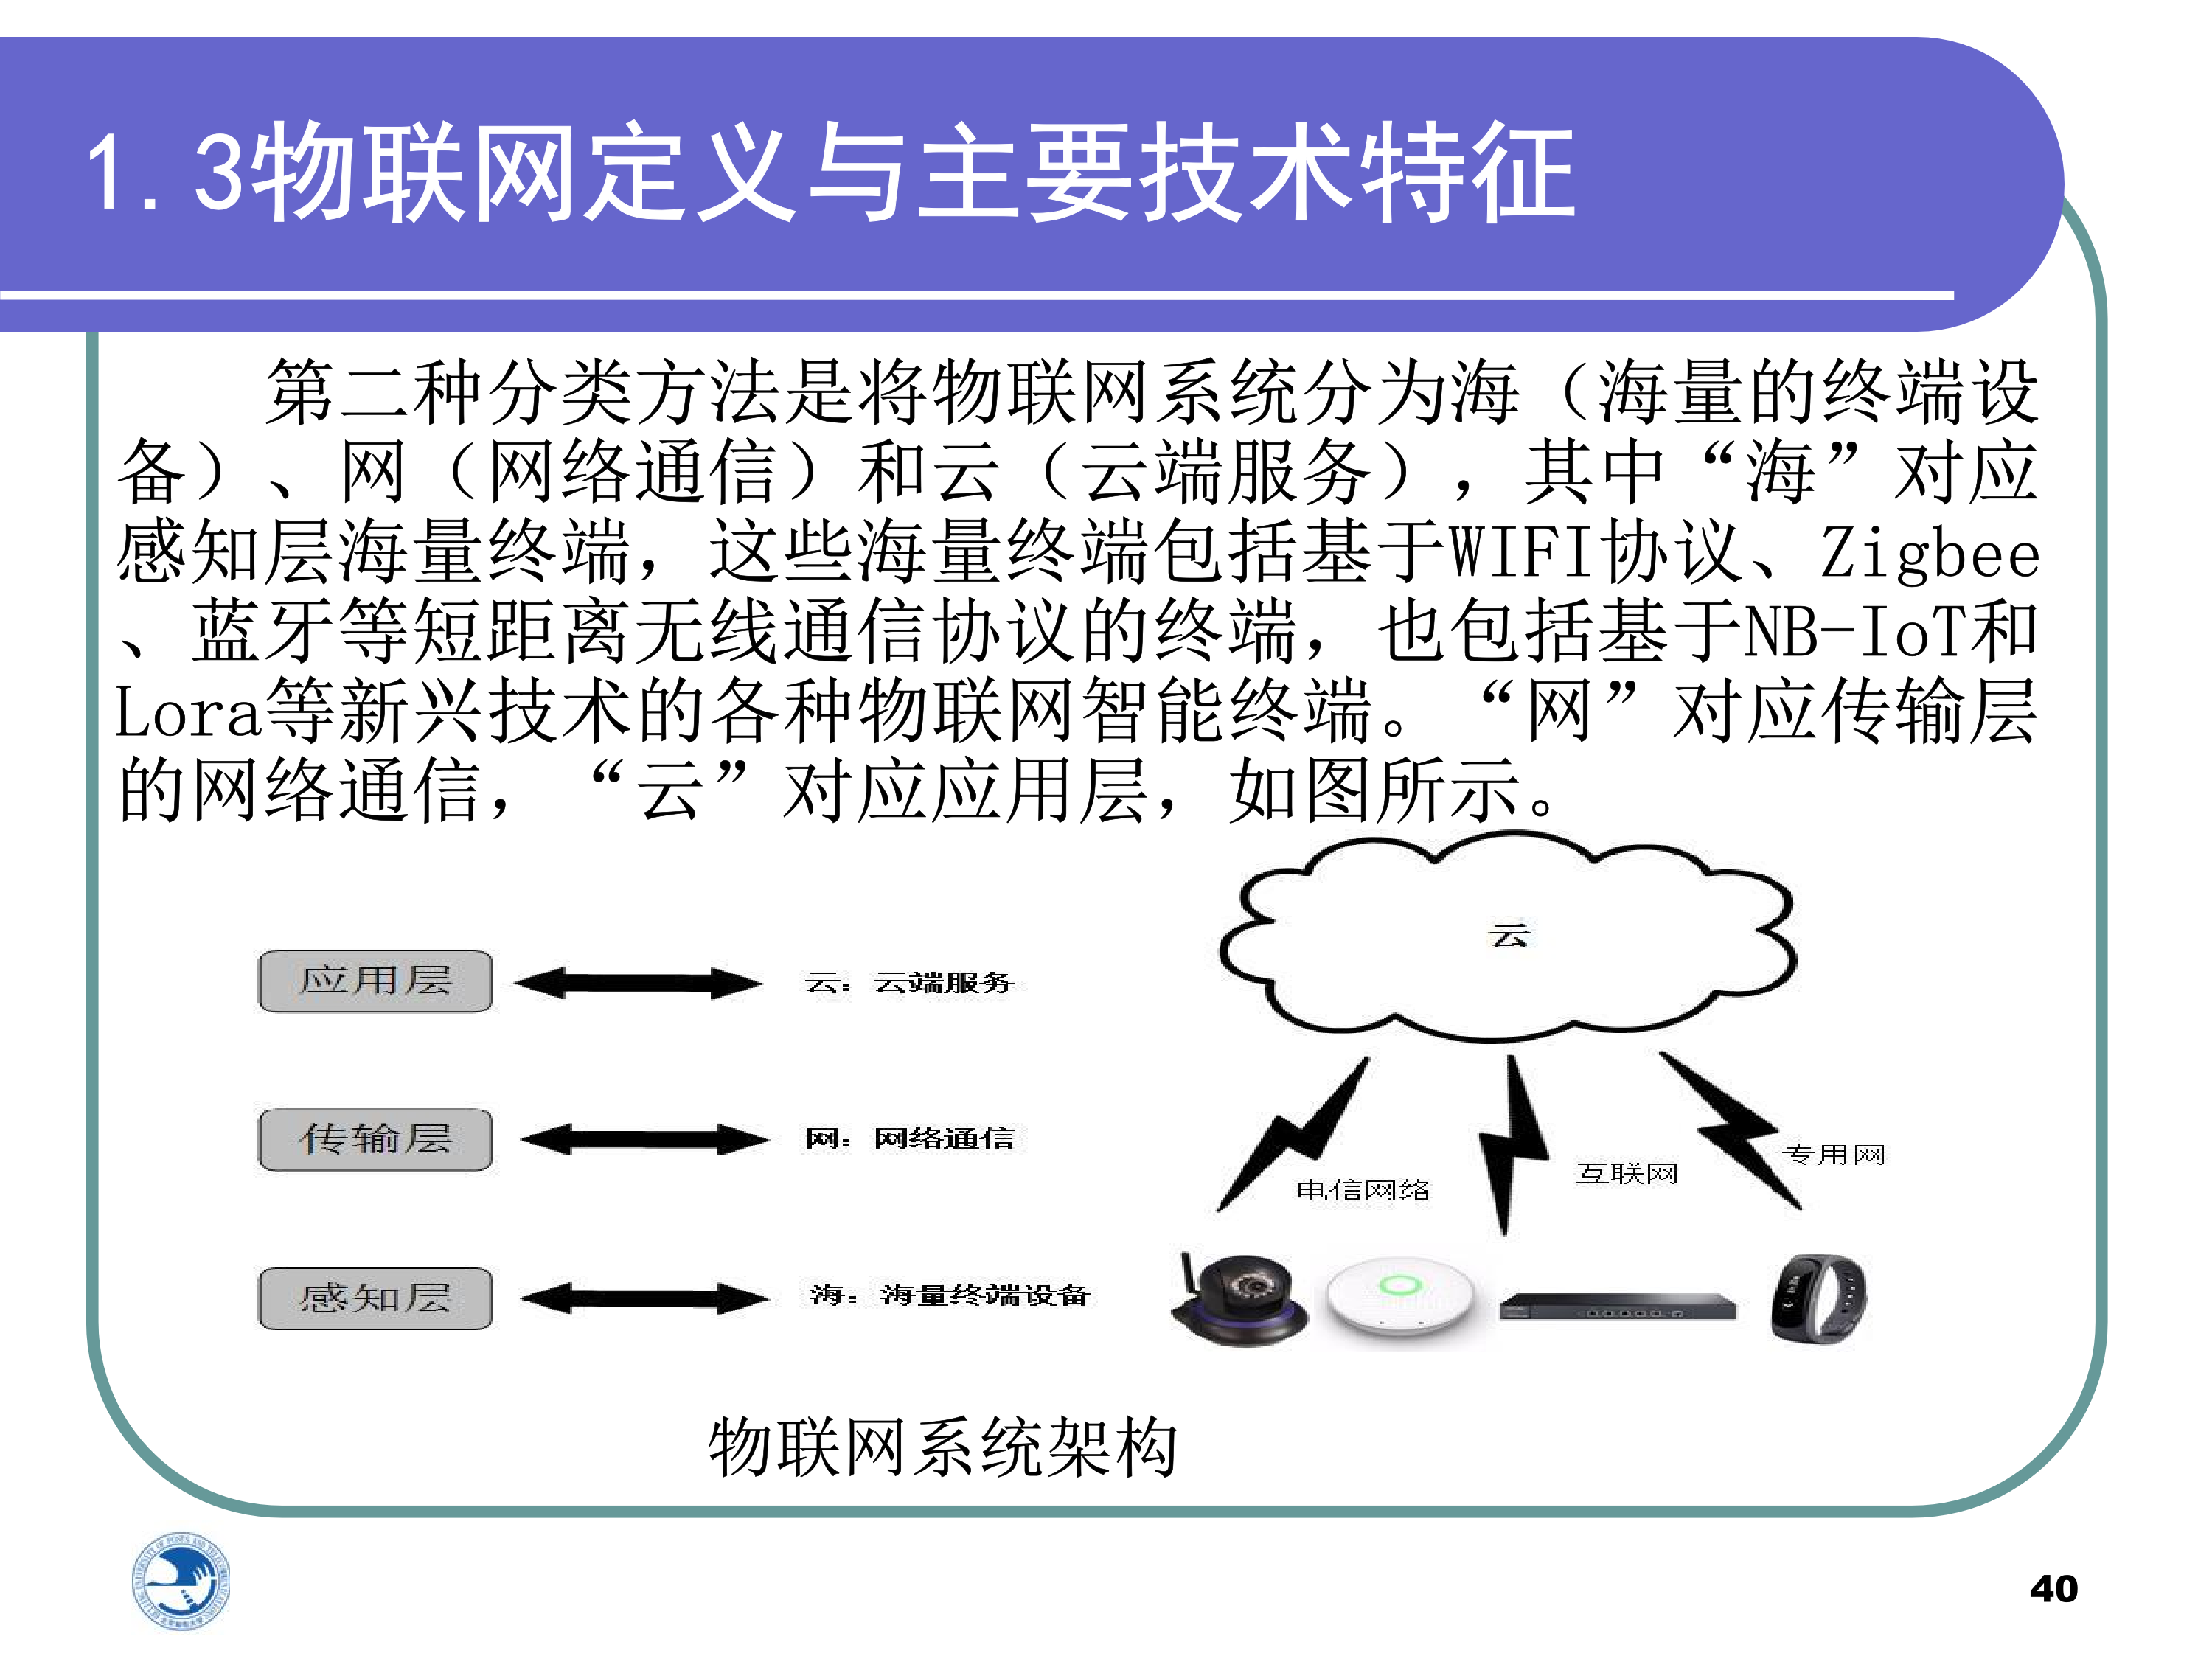 1.3物联网定义与主要技术特征
第二种分类方法是将物联网系统分为海（海量的终端设
备）、网（网络通信）和云（云端服务），其中“海”对应
感知层海量终端，这些海量终端包括基于WIFI协议、Zigbee
、蓝牙等短距离无线通信协议的终端，也包括基于NB-IoT和
Lora等新兴技术的各种物联网智能终端。“网”对应传输层
的网络通信，“云”对应应用层，如图所示。
云
应用层
云：云端服务
传输层
网：网络通信
电信网络
互联网
专用网
感知层
海：海量终端设备
物联网系统架构
40